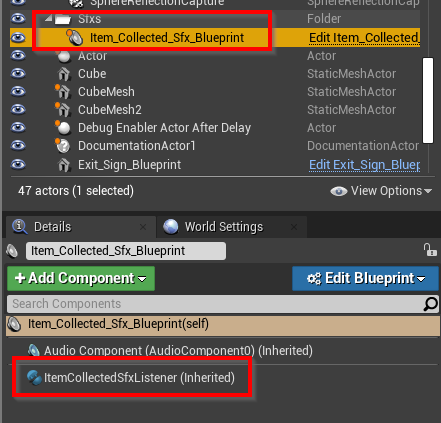 SphereReflectionCapture
SphereReflectionCapt
Sfxs Folder
Item_Collected_Sfx_Blueprint Edit Item_Collected_
Actor Actor
Cube StaticMeshActor
CubeMesh StaticMeshActor
CubeMesh2 StaticMeshActor
Debug Enabler Actor After Delay Actor
DocumentationActor1 DocumentationActor
Exit_Sign_Blueprint Edit Exit_Sign_Bluep
47 actors (1 selected) View Options
Details World Settings
Item_Collected_Sfx_Blueprint
+ Add Component Edit Blueprint
Search Components
Item_Collected_Sfx_Blueprint(self)
Audio Component (AudioComponent0) (Inherited)
ItemCollectedSfxListener (Inherited)